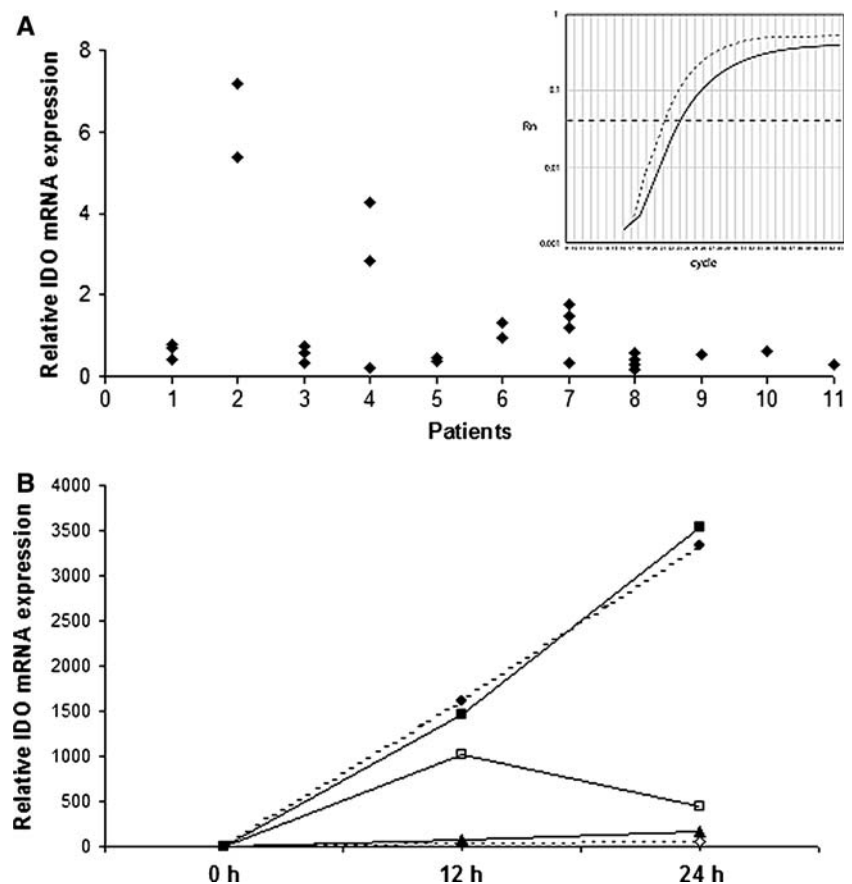 A
Relative IDO mRNA expression
8
6
4
2
0
0 1 2 3 4 5 6 7 8 9 10 11
Patients
1
0.1
0.01
0.001
Rn
cycle
B
Relative IDO mRNA expression
4000
3500
3000
2500
2000
1500
1000
500
0
0 h 12 h 24 h